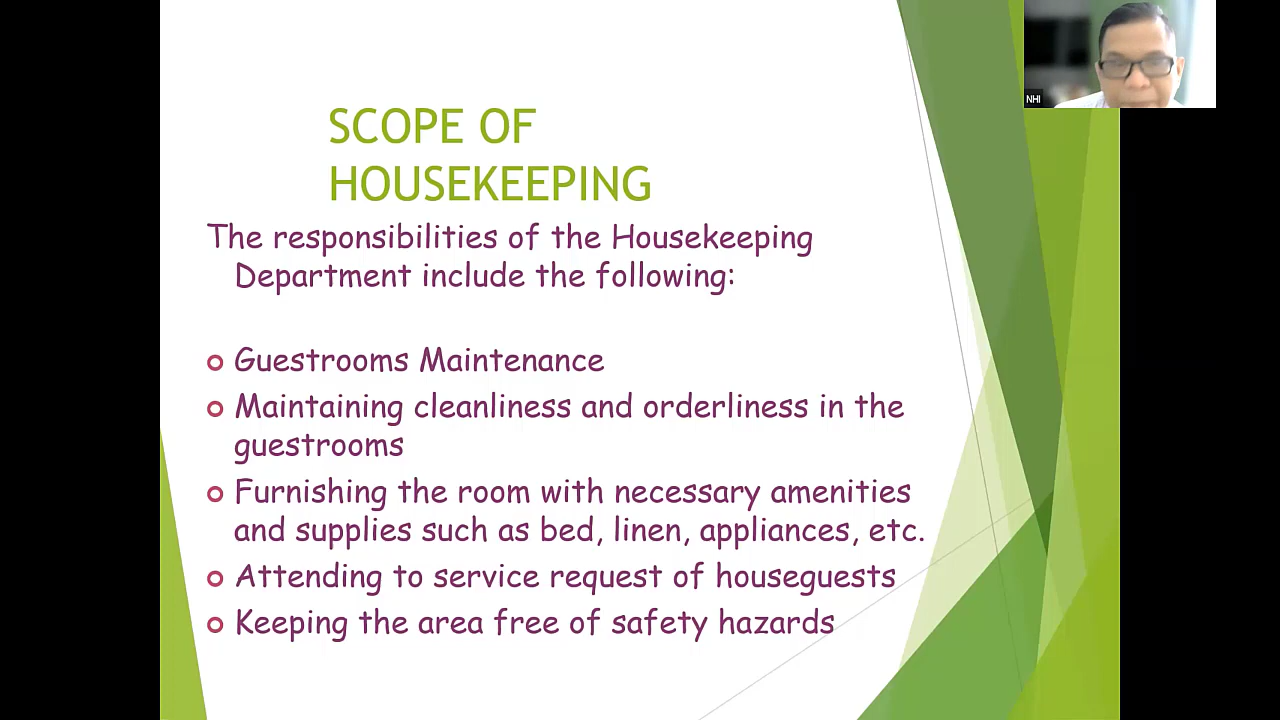 SCOPE OF
HOUSEKEEPING
The responsibilities of the Housekeeping
Department include the following:
Guestrooms Maintenance
Maintaining cleanliness and orderliness in the
guestrooms
Furnishing the room with necessary amenities
and supplies such as bed, linen, appliances, etc.
Attending to service request of houseguests
Keeping the area free of safety hazards
NHI